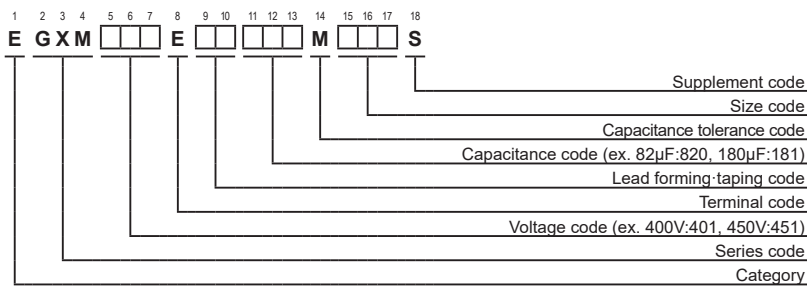 1 2 3 4 5 6 7 8 9 10 11 12 13 14 15 16 17 18
E G X M E M S
Supplement code
Size code
Capacitance tolerance code
Capacitance code (ex. 82µF:820, 180µF:181)
Lead forming·taping code
Terminal code
Voltage code (ex. 400V:401, 450V:451)
Series code
Category